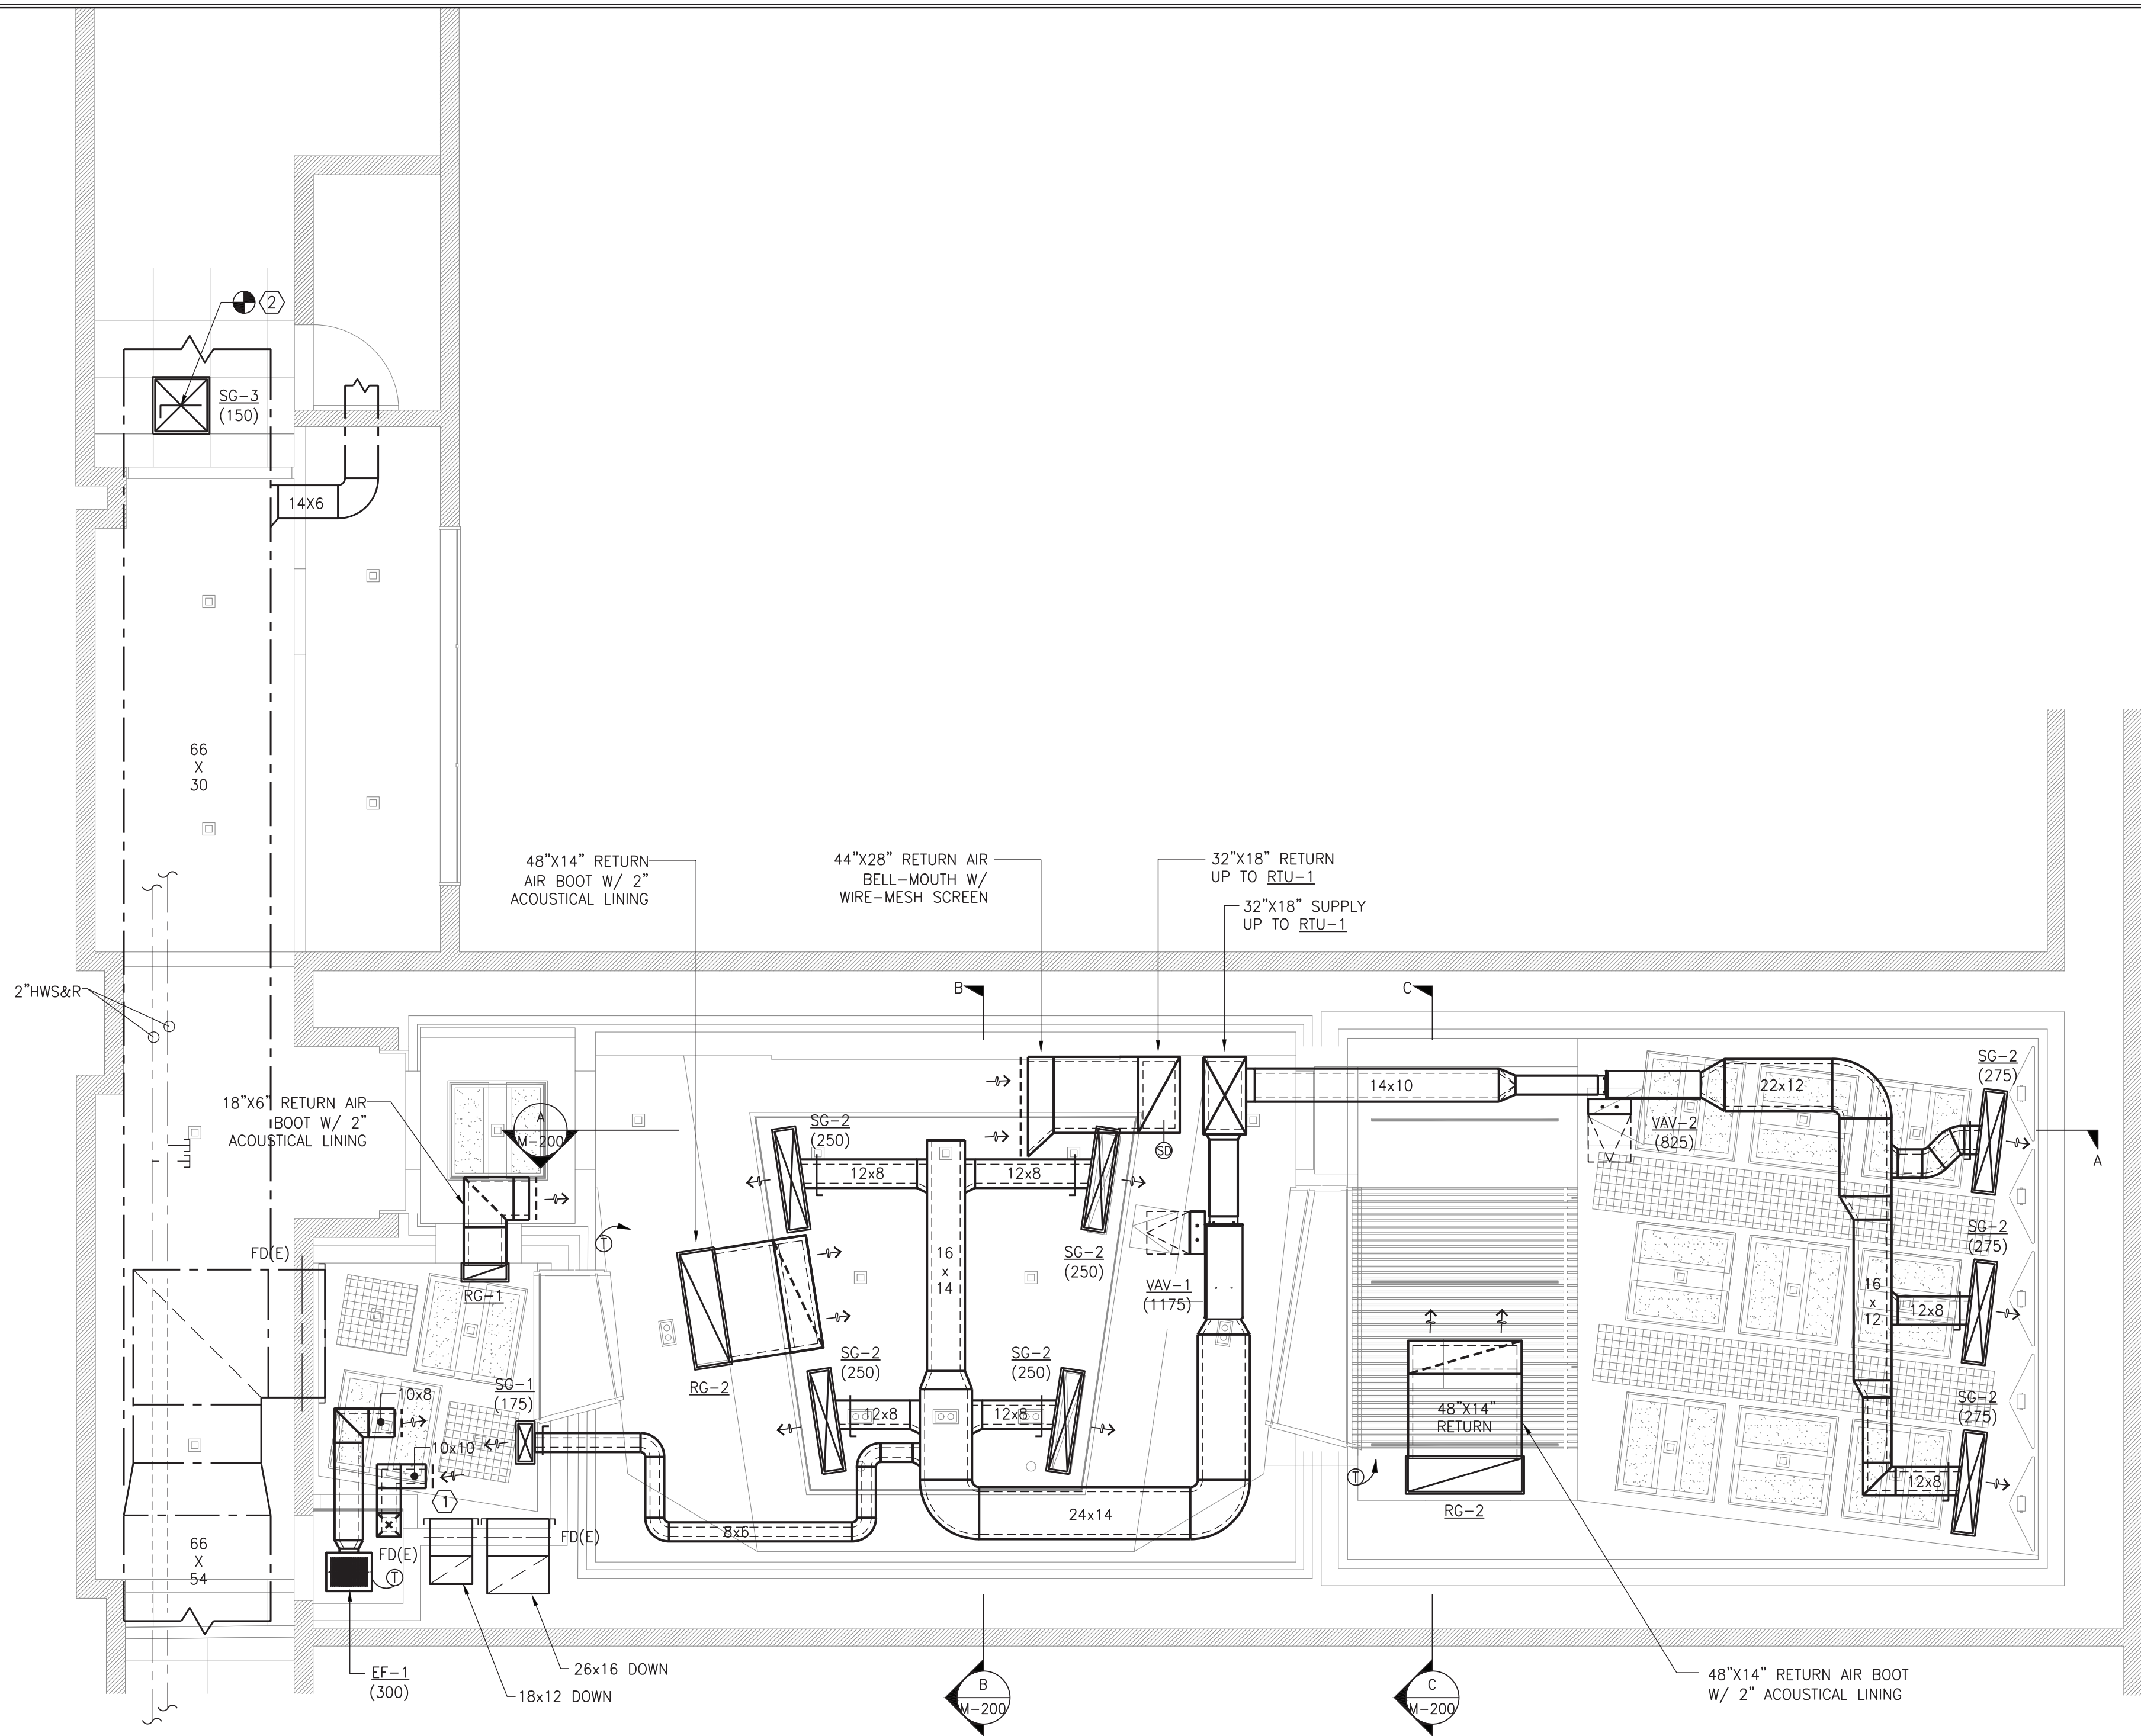 2
SG-3
(150)
14X6
66
X
30
48"X14" RETURN
AIR BOOT W/ 2"
ACOUSTICAL LINING
44"X28" RETURN AIR
BELL-MOUTH W/
WIRE-MESH SCREEN
32"X18" RETURN
UP TO RTU-1
32"X18" SUPPLY
UP TO RTU-1
2"HWS&R
B
C
18"X6" RETURN AIR
BOOT W/ 2"
ACOUSTICAL LINING
A
M-200
SG-2
(250)
SD
14x10
VAV-2
(825)
22x12
SG-2
(275)
A
12x8
12x8
FD(E)
T
RG-1
16
x
14
SG-2
(250)
VAV-1
(1175)
SG-2
(275)
16
x
12
12x8
RG-2
SG-2
(250)
SG-2
(250)
SG-1
(175)
10x8
10x10
12x8
12x8
48"X14"
RETURN
SG-2
(275)
12x8
T
RG-2
1
8x6
24x14
FD(E)
FD(E)
T
66
X
54
EF-1
(300)
26x16 DOWN
18x12 DOWN
B
M-200
C
M-200
48"X14" RETURN AIR BOOT
W/ 2" ACOUSTICAL LINING